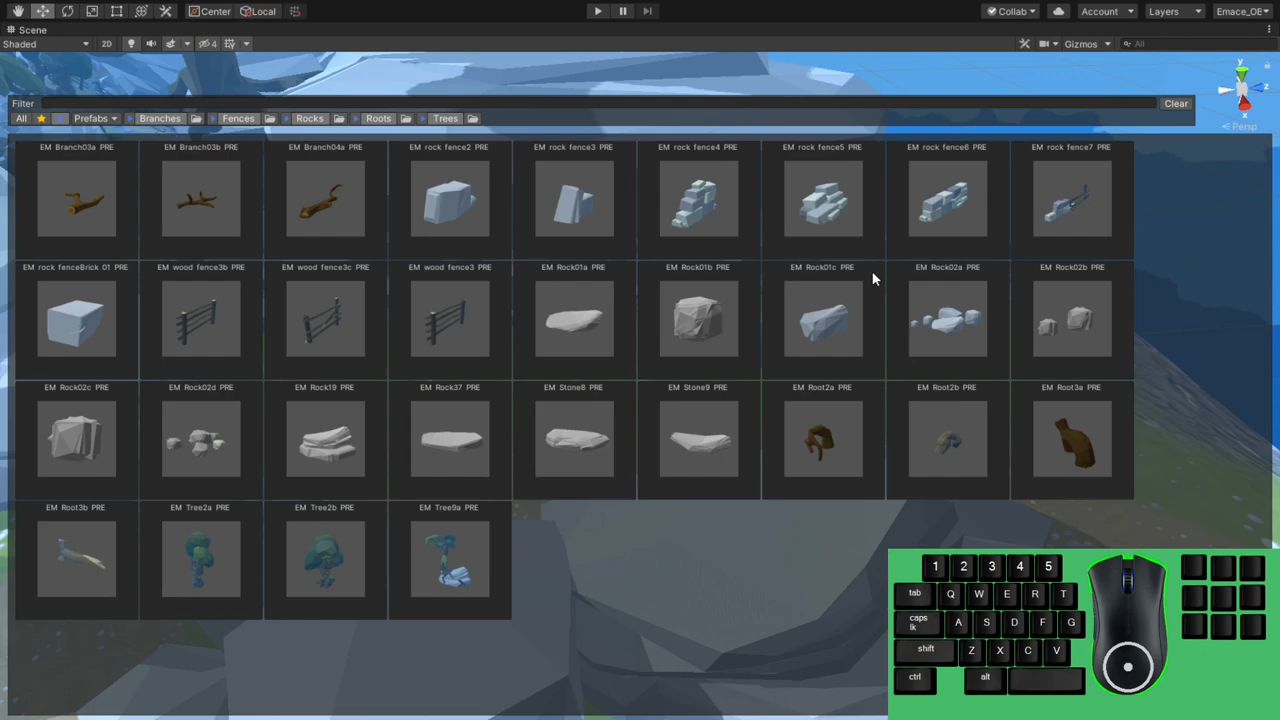 Center Local Collab Account Layers Emace_OE
Scene
Shaded 2D 4 Gizmos All
y
z
x
Persp
Filter Clear
All Prefabs Branches Fences Rocks Roots Trees
EM Branch03a PRE EM Branch03b PRE EM Branch04a PRE EM rock fence2 PRE EM rock fence3 PRE EM rock fence4 PRE EM rock fence5 PRE EM rock fence6 PRE EM rock fence7 PRE
EM rock fenceBrick 01 PRE EM wood fence3b PRE EM wood fence3c PRE EM wood fence3 PRE EM Rock01a PRE EM Rock01b PRE EM Rock01c PRE EM Rock02a PRE EM Rock02b PRE
EM Rock02c PRE EM Rock02d PRE EM Rock19 PRE EM Rock37 PRE EM Stone8 PRE EM Stone9 PRE EM Root2a PRE EM Root2b PRE EM Root3a PRE
EM Root3b PRE EM Tree2a PRE EM Tree2b PRE EM Tree9a PRE
1 2 3 4 5
tab Q W E R T
caps lk A S D F G
shift Z X C V
ctrl alt